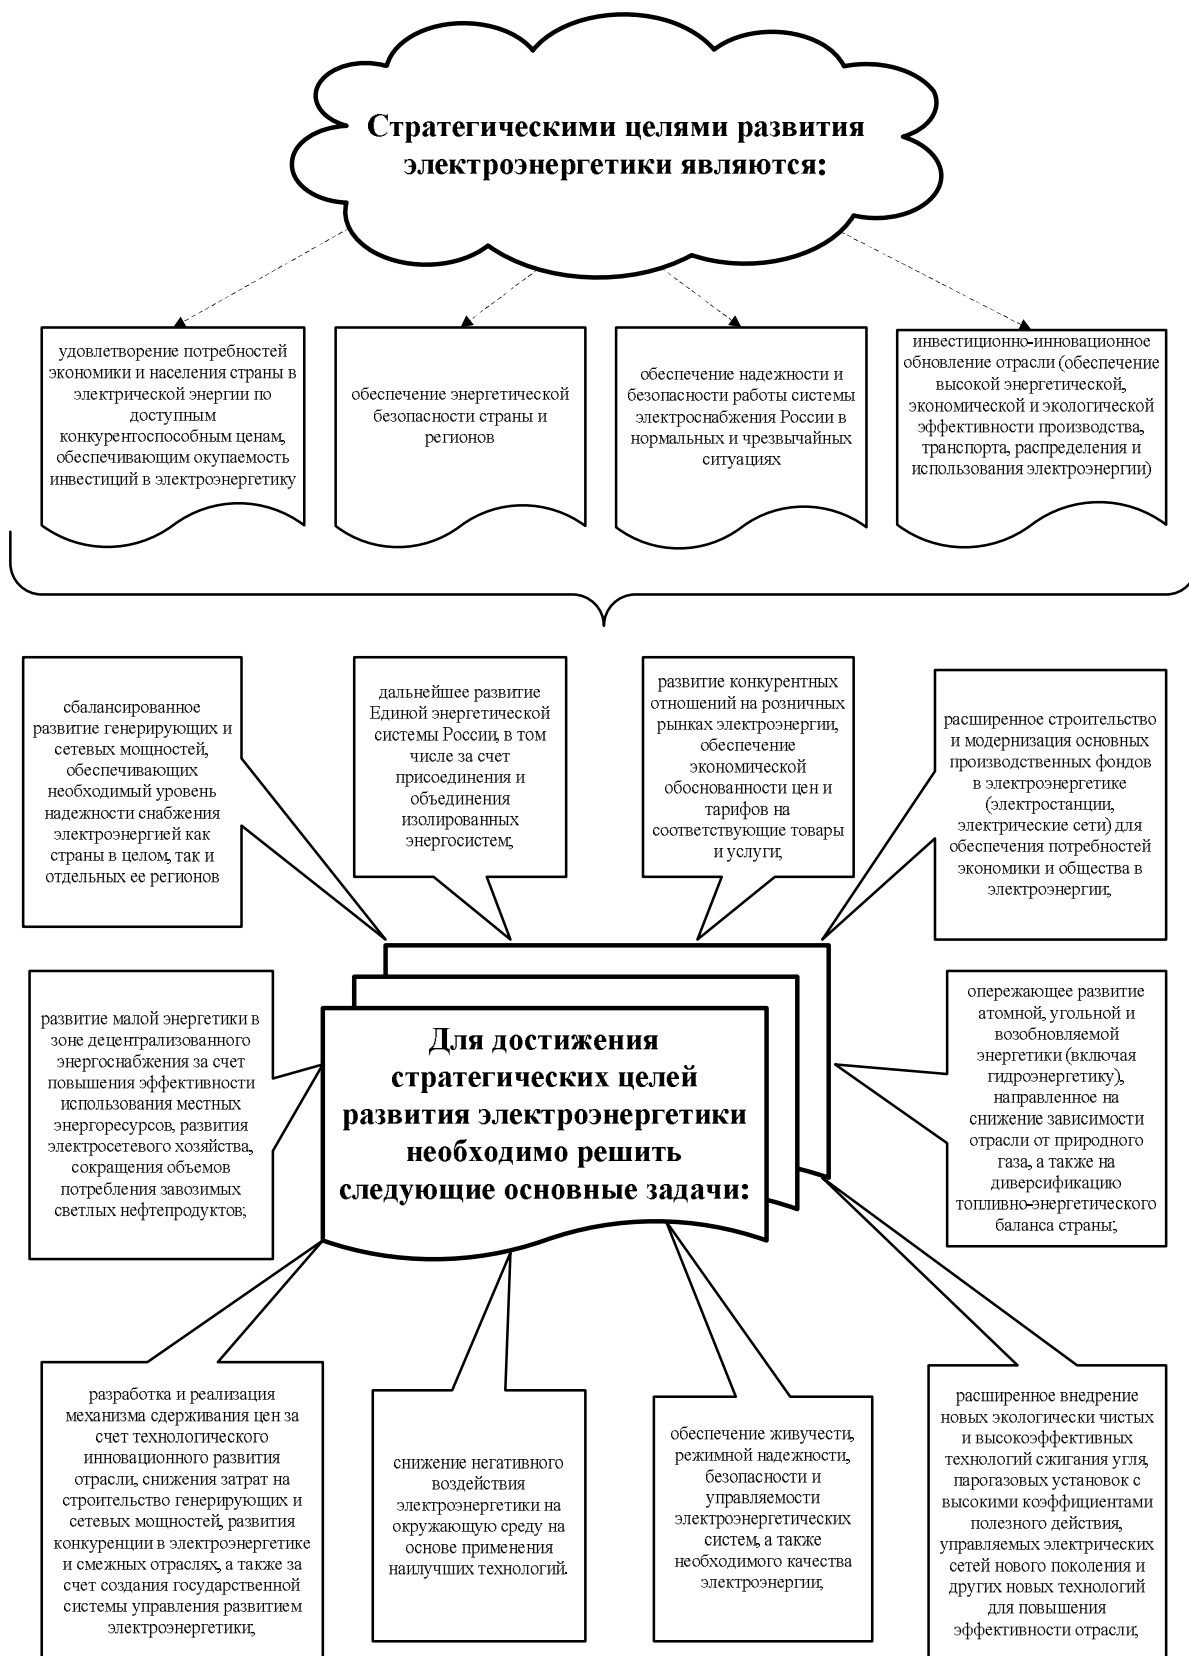 Стратегическими целями развития
электроэнергетики являются:
удовлетворение потребностей
экономики и населения страны в
электрической энергии по
доступным
конкурентоспособным ценам,
обеспечивающим окупаемость
инвестиций в электроэнергетику
обеспечение энергетической
безопасности страны и
регионов
обеспечение надежности и
безопасности работы системы
электроснабжения России в
нормальных и чрезвычайных
ситуациях
инвестиционно-инновационное
обновление отрасли (обеспечение
высокой энергетической,
экономической и экологической
эффективности производства,
транспорта, распределения и
использования электроэнергии)
сбалансированное
развитие генерирующих и
сетевых мощностей,
обеспечивающих
необходимый уровень
надежности снабжения
электроэнергией как
страны в целом, так и
отдельных ее регионов
дальнейшее развитие
Единой энергетической
системы России, в том
числе за счет
присоединения и
объединения
изолированных
энергосистем;
развитие конкурентных
отношений на розничных
рынках электроэнергии,
обеспечение
экономической
обоснованности цен и
тарифов на
соответствующие товары
и услуги;
расширенное строительство
и модернизация основных
производственных фондов
в электроэнергетике
(электростанции,
электрические сети) для
обеспечения потребностей
экономики и общества в
электроэнергии;
развитие малой энергетики в
зоне децентрализованного
энергоснабжения за счет
повышения эффективности
использования местных
энергоресурсов, развития
электросетевого хозяйства,
сокращения объемов
потребления завозимых
светлых нефтепродуктов;
Для достижения
стратегических целей
развития электроэнергетики
необходимо решить
следующие основные задачи:
опережающее развитие
атомной, угольной и
возобновляемой
энергетики (включая
гидроэнергетику),
направленное на
снижение зависимости
отрасли от природного
газа, а также на
диверсификацию
топливно-энергетического
баланса страны;
разработка и реализация
механизма сдерживания цен за
счет технологического
инновационного развития
отрасли, снижения затрат на
строительство генерирующих и
сетевых мощностей, развития
конкуренции в электроэнергетике
и смежных отраслях, а также за
счет создания государственной
системы управления развитием
электроэнергетики;
снижение негативного
воздействия
электроэнергетики на
окружающую среду на
основе применения
наилучших технологий.
обеспечение живучести,
режимной надежности,
безопасности и
управляемости
электроэнергетических
систем, а также
необходимого качества
электроэнергии;
расширенное внедрение
новых экологически чистых
и высокоэффективных
технологий сжигания угля,
парогазовых установок с
высокими коэффициентами
полезного действия,
управляемых электрических
сетей нового поколения и
других новых технологий
для повышения
эффективности отрасли;